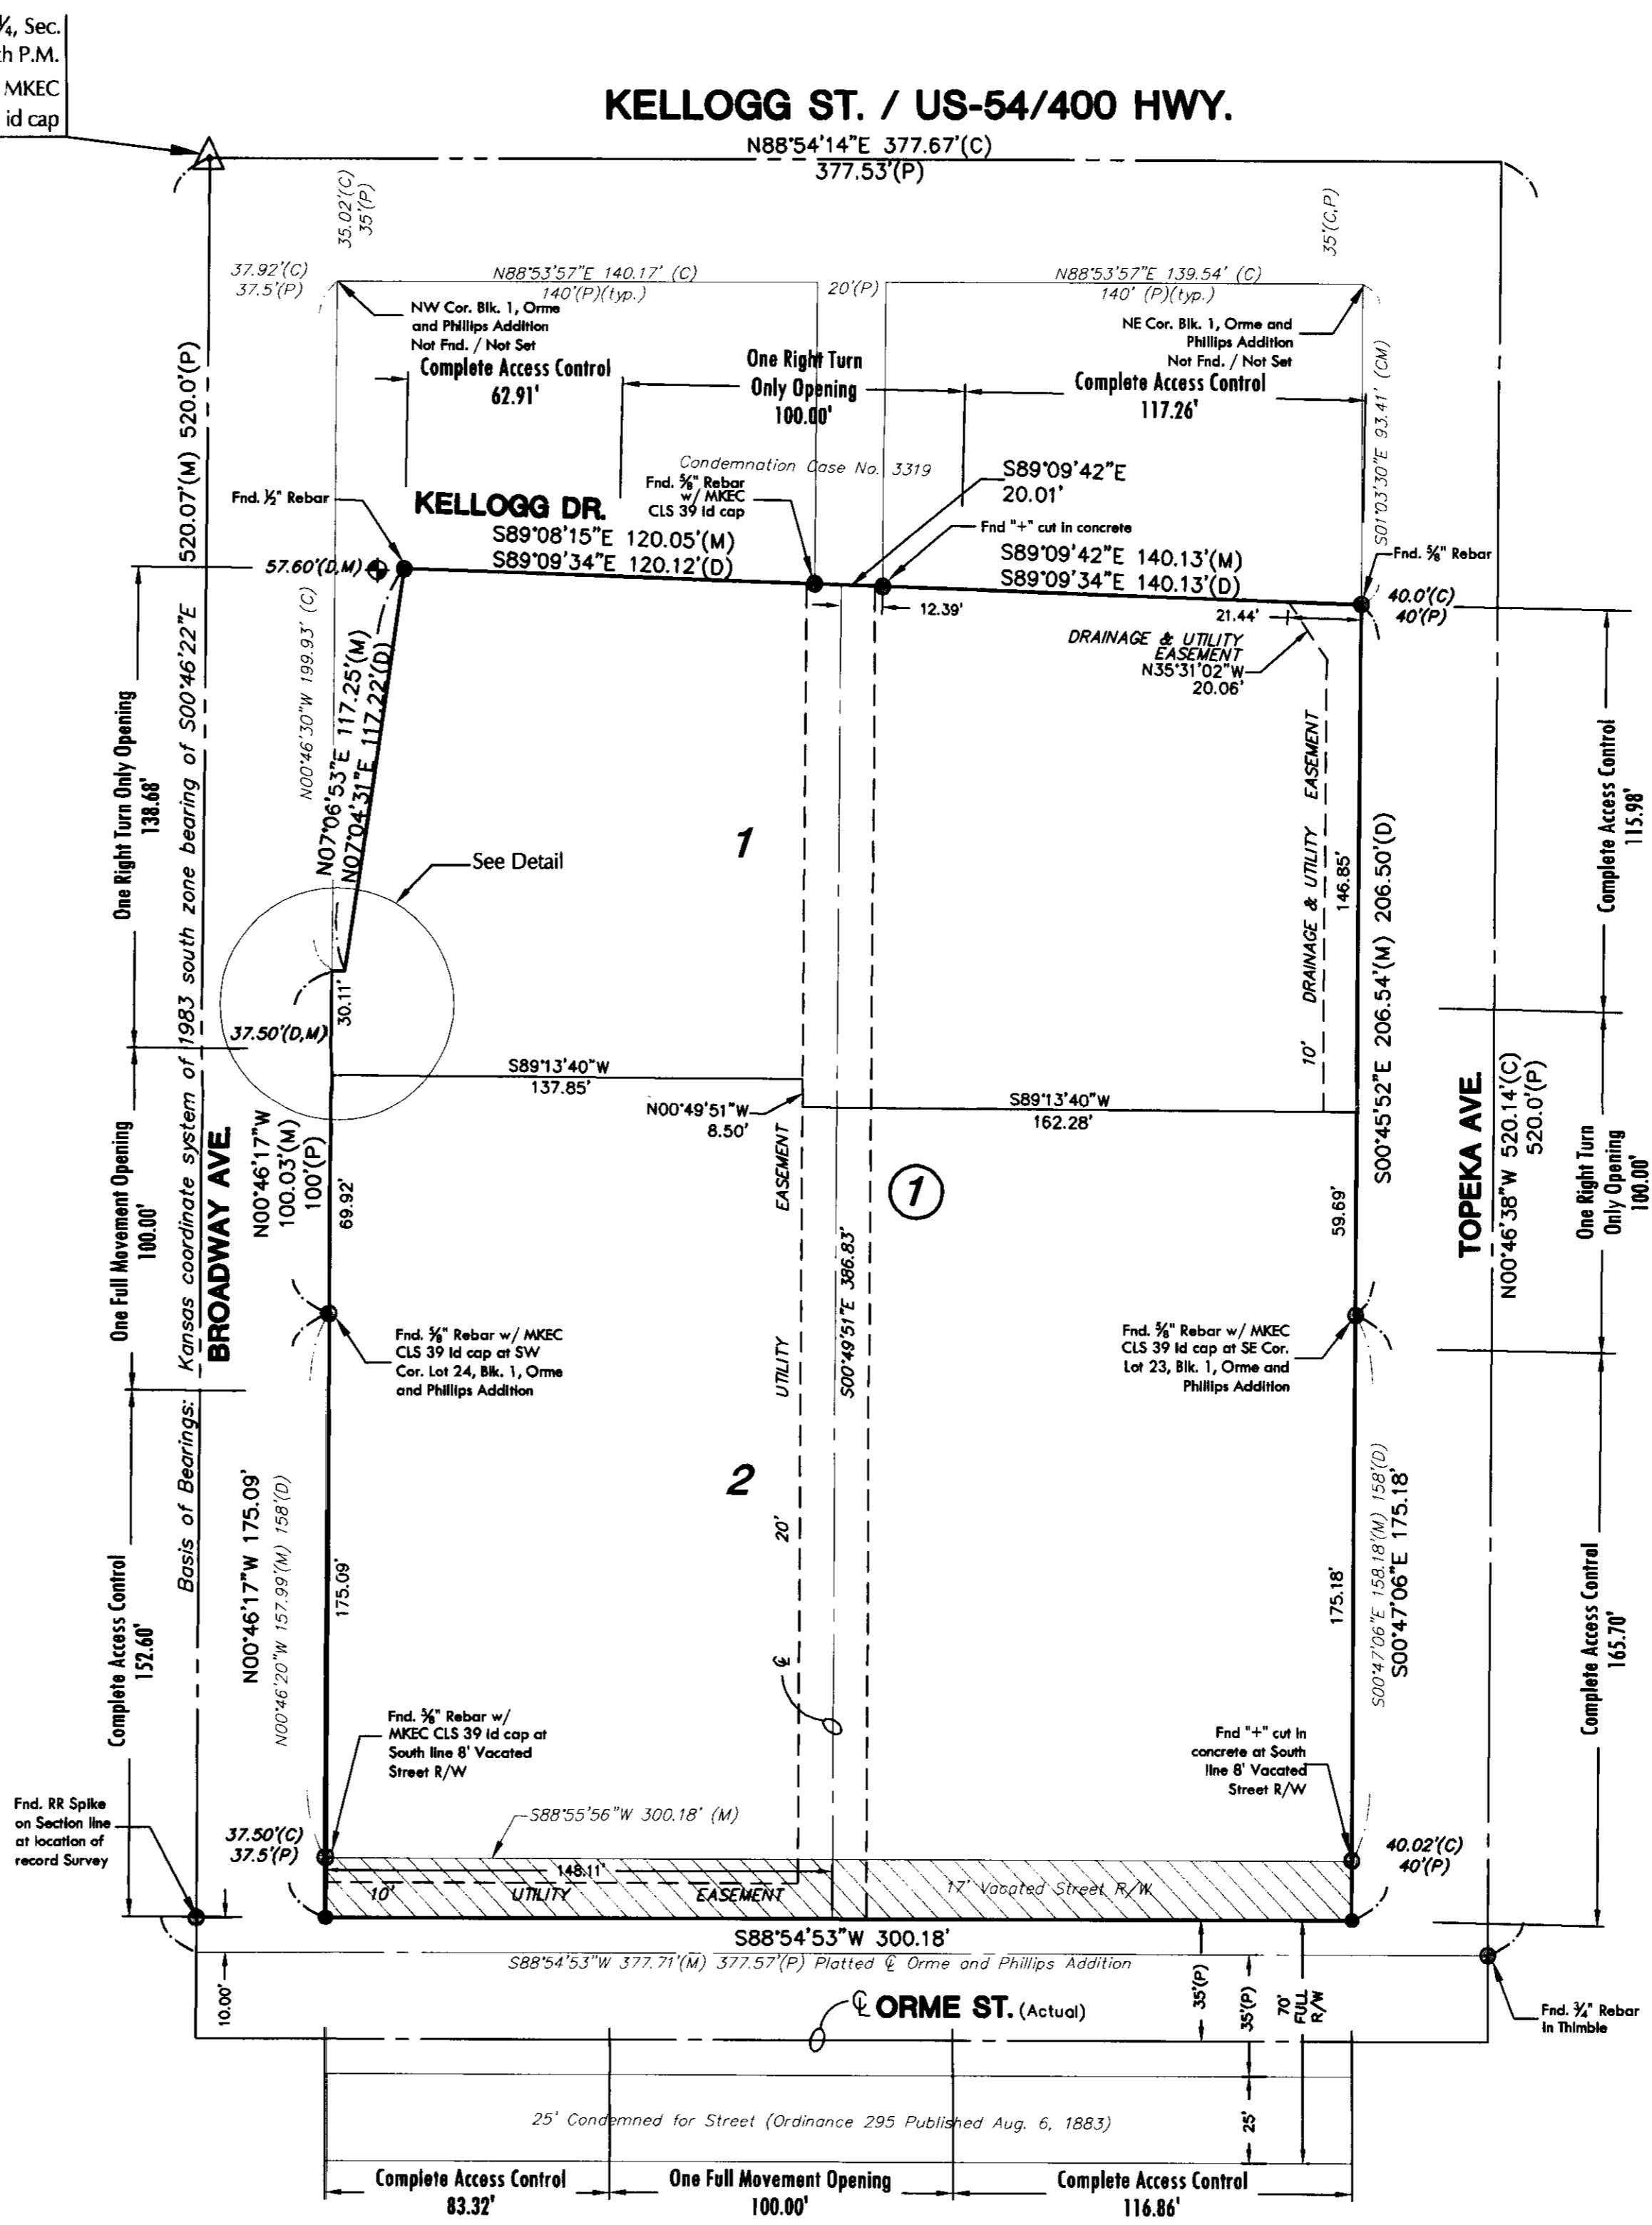 ¼, Sec.
th P.M.
MKEC
id cap
KELLOGG ST. / US-54/400 HWY.
N88°54'14"E 377.67'(C)
377.53'(P)
35.02'(C)
35'(P)
35'(C,P)
37.92'(C)
37.5'(P)
N88°53'57"E 140.17' (C)
140'(P)(typ.)
20'(P)
N88°53'57"E 139.54' (C)
140' (P)(typ.)
NW Cor. Blk. 1, Orme
and Phillips Addition
Not Fnd. / Not Set
NE Cor. Blk. 1, Orme and
Phillips Addition
Not Fnd. / Not Set
Complete Access Control
62.91'
One Right Turn
Only Opening
100.00'
Complete Access Control
117.26'
S01°03'30"E 93.41' (CM)
Condemnation Case No. 3319
Fnd. ⅝" Rebar
w/ MKEC
CLS 39 id cap
S89°09'42"E
20.01'
Fnd. ½" Rebar
KELLOGG DR.
Fnd "+" cut in concrete
S89°08'15"E 120.05'(M)
S89°09'34"E 120.12'(D)
S89°09'42"E 140.13'(M)
S89°09'34"E 140.13'(D)
Fnd. ⅝" Rebar
57.60'(D,M)
40.0'(C)
40'(P)
12.39'
21.44'
DRAINAGE & UTILITY
EASEMENT
N35°31'02"W
20.06'
N00°46'30"W 199.93' (C)
N07°06'53"E 117.25'(M)
N07°04'31"E 117.22'(D)
One Right Turn Only Opening
138.68'
520.07'(M) 520.0'(P)
Basis of Bearings: Kansas coordinate system of 1983 south zone bearing of S00°46'22"E
1
See Detail
10' DRAINAGE & UTILITY EASEMENT
146.85'
S00°45'52"E 206.54'(M) 206.50'(D)
Complete Access Control
115.98'
30.11'
37.50'(D,M)
S89°13'40"W
137.85'
N00°49'51"W
8.50'
S89°13'40"W
162.28'
One Full Movement Opening
100.00'
BROADWAY AVE.
N00°46'17"W
100.03'(M)
100'(P)
69.92'
1
59.69'
TOPEKA AVE.
N00°46'38"W 520.14'(C)
520.0'(P)
One Right Turn
Only Opening
100.00'
20' UTILITY EASEMENT
S00°49'51"E 386.83'
Fnd. ⅝" Rebar w/ MKEC
CLS 39 id cap at SW
Cor. Lot 24, Blk. 1, Orme
and Phillips Addition
Fnd. ⅝" Rebar w/ MKEC
CLS 39 id cap at SE Cor.
Lot 23, Blk. 1, Orme and
Phillips Addition
2
Complete Access Control
152.60'
N00°46'17"W 175.09'
N00°46'20"W 157.99'(M) 158'(D)
175.09'
175.18'
S00°47'06"E 158.18'(M) 158'(D)
S00°47'06"E 175.18'
Complete Access Control
165.70'
℄
Fnd. ⅝" Rebar w/
MKEC CLS 39 id cap at
South line 8' Vacated
Street R/W
Fnd "+" cut in
concrete at South
line 8' Vacated
Street R/W
Fnd. RR Spike
on Section line
at location of
record Survey
S88°55'56"W 300.18' (M)
37.50'(C)
37.5'(P)
40.02'(C)
40'(P)
148.11'
10' UTILITY EASEMENT
17' Vacated Street R/W
S88°54'53"W 300.18'
S88°54'53"W 377.71'(M) 377.57'(P) Platted ℄ Orme and Phillips Addition
10.00'
℄ ORME ST. (Actual)
35'(P)
35'(P)
70'
FULL
R/W
Fnd. ¾" Rebar
in Thimble
25' Condemned for Street (Ordinance 295 Published Aug. 6, 1883)
25'
Complete Access Control
83.32'
One Full Movement Opening
100.00'
Complete Access Control
116.86'